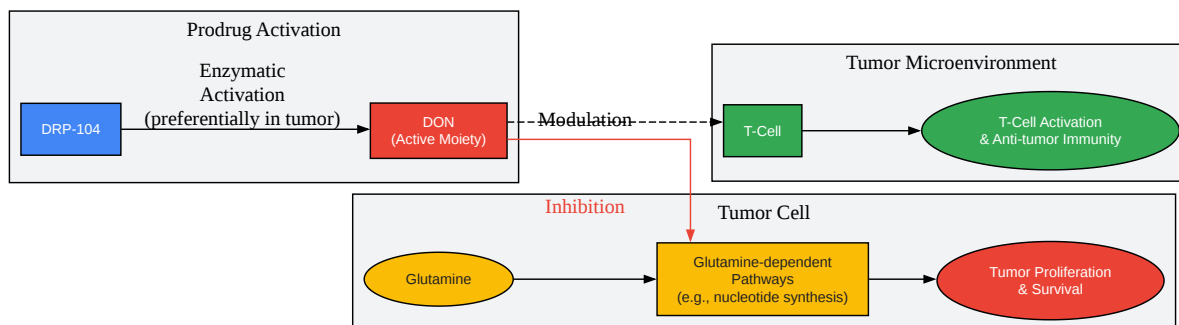 Prodrug Activation
Enzymatic
Activation
(preferentially in tumor)
DRP-104
DON
(Active Moiety)
Modulation
Tumor Microenvironment
T-Cell
T-Cell Activation
& Anti-tumor Immunity
Inhibition
Tumor Cell
Glutamine
Glutamine-dependent
Pathways
(e.g., nucleotide synthesis)
Tumor Proliferation
& Survival